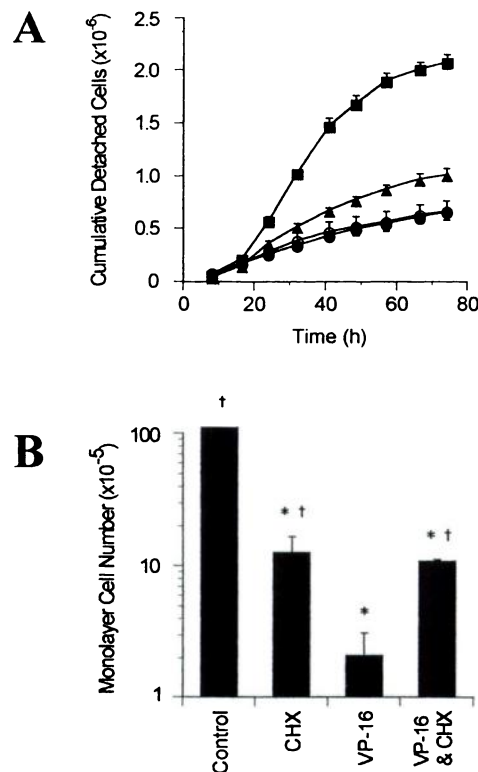 A
Cumulative Detached Cells (x10⁻⁶)
2.5
2.0
1.5
1.0
0.5
0
0 20 40 60 80
Time (h)
B
Monolayer Cell Number (x10⁻⁵)
100
10
1
†
* †
*
* †
Control
CHX
VP-16
VP-16
& CHX